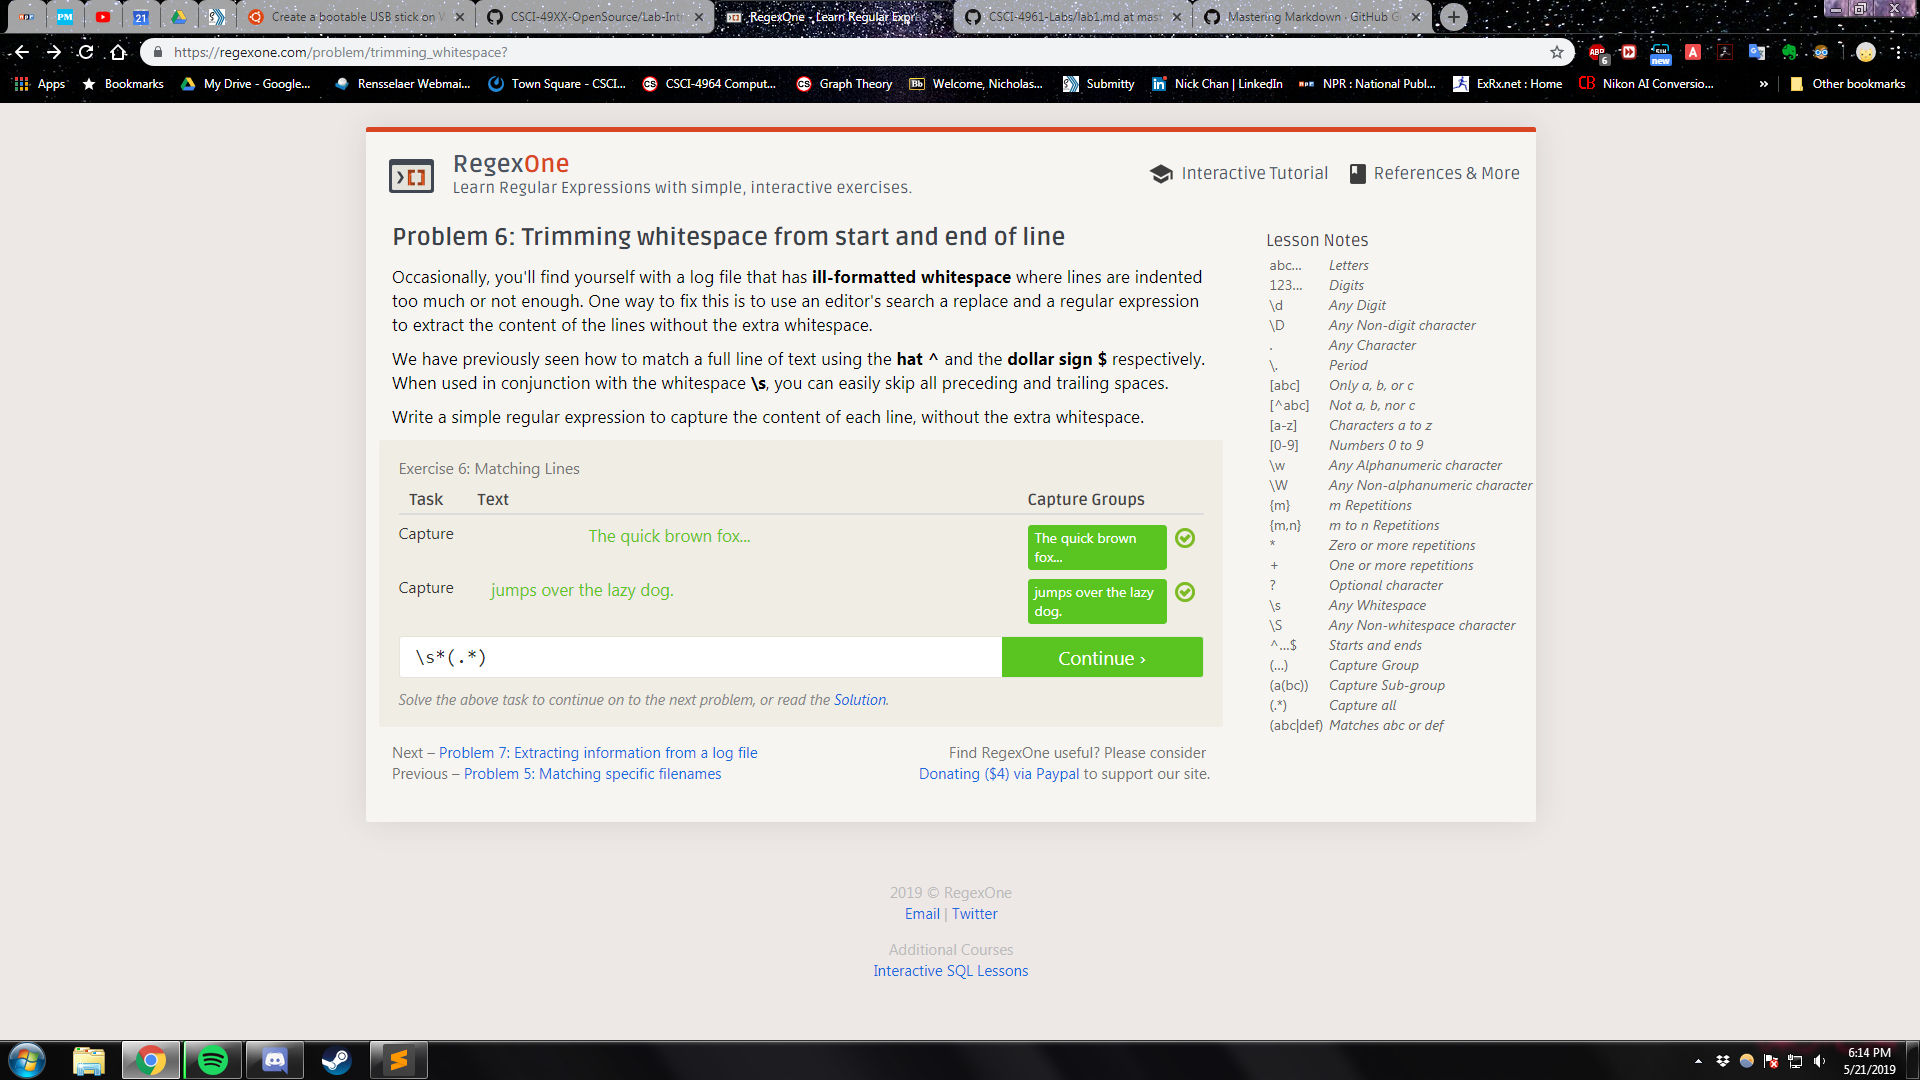 Create a bootable USB stick on W
CSCI-49XX-OpenSource/Lab-Int
RegexOne - Learn Regular Expres
CSCI-4961-Labs/lab1.md at mas
Mastering Markdown · GitHub G
https://regexone.com/problem/trimming_whitespace?
Apps
Bookmarks
My Drive - Google...
Rensselaer Webmai...
Town Square - CSCI...
CSCI-4964 Comput...
Graph Theory
Welcome, Nicholas...
Submitty
Nick Chan | LinkedIn
NPR : National Publ...
ExRx.net : Home
Nikon AI Conversio...
»
Other bookmarks
RegexOne
Learn Regular Expressions with simple, interactive exercises.
Interactive Tutorial
References & More
Problem 6: Trimming whitespace from start and end of line
Occasionally, you'll find yourself with a log file that has ill-formatted whitespace where lines are indented
too much or not enough. One way to fix this is to use an editor's search a replace and a regular expression
to extract the content of the lines without the extra whitespace.
We have previously seen how to match a full line of text using the hat ^ and the dollar sign $ respectively.
When used in conjunction with the whitespace \s, you can easily skip all preceding and trailing spaces.
Write a simple regular expression to capture the content of each line, without the extra whitespace.
Exercise 6: Matching Lines
Task Text Capture Groups
Capture The quick brown fox... The quick brown
fox...
Capture jumps over the lazy dog. jumps over the lazy
dog.
\s*(.*)
Continue ›
Solve the above task to continue on to the next problem, or read the Solution.
Next – Problem 7: Extracting information from a log file
Previous – Problem 5: Matching specific filenames
Find RegexOne useful? Please consider
Donating ($4) via Paypal to support our site.
Lesson Notes
abc... Letters
123... Digits
\d Any Digit
\D Any Non-digit character
. Any Character
\. Period
[abc] Only a, b, or c
[^abc] Not a, b, nor c
[a-z] Characters a to z
[0-9] Numbers 0 to 9
\w Any Alphanumeric character
\W Any Non-alphanumeric character
{m} m Repetitions
{m,n} m to n Repetitions
* Zero or more repetitions
+ One or more repetitions
? Optional character
\s Any Whitespace
\S Any Non-whitespace character
^...$ Starts and ends
(...) Capture Group
(a(bc)) Capture Sub-group
(.*) Capture all
(abc|def) Matches abc or def
2019 © RegexOne
Email | Twitter
Additional Courses
Interactive SQL Lessons
6:14 PM
5/21/2019